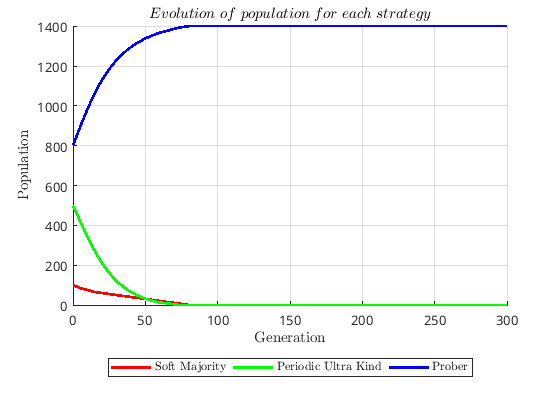 Evolution of population for each strategy
1400
1200
1000
800
600
400
200
0
Population
0 50 100 150 200 250 300
Generation
Soft Majority Periodic Ultra Kind Prober